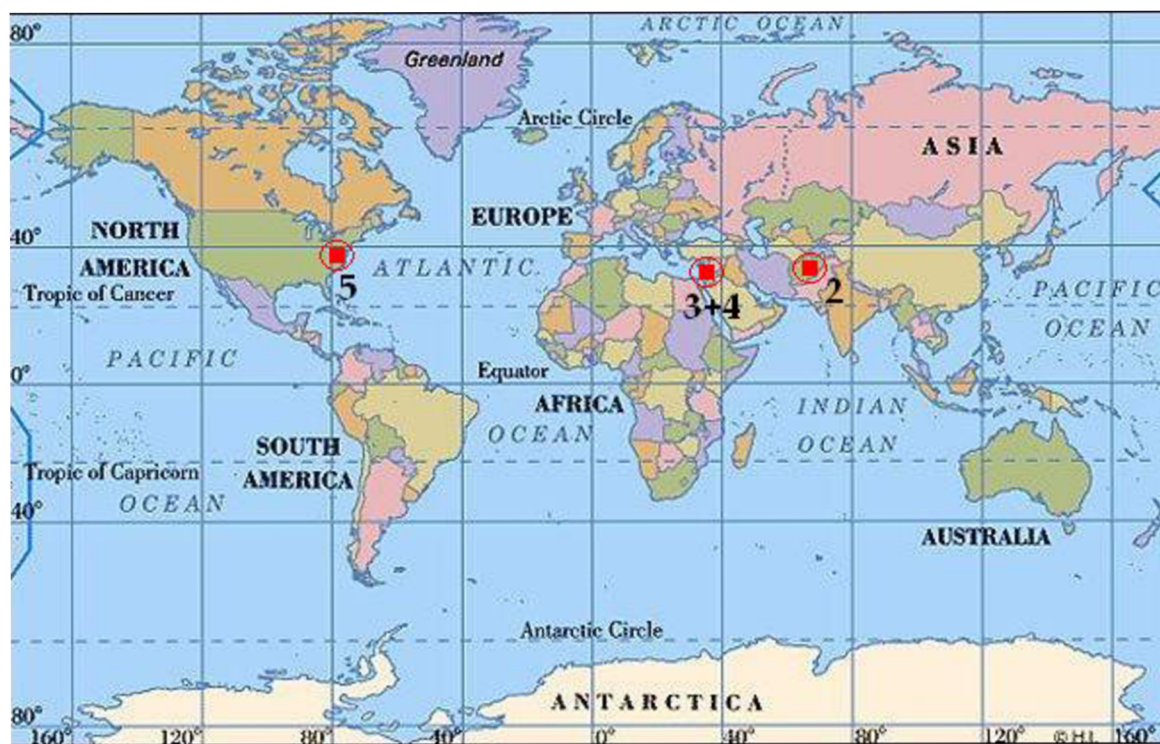 ARCTIC OCEAN
80°
Greenland
Arctic Circle
ASIA
NORTH
AMERICA
EUROPE
40°
ATLANTIC
5
3+4
2
Tropic of Cancer
PACIFIC
OCEAN
PACIFIC
Equator
0°
AFRICA
INDIAN
OCEAN
OCEAN
SOUTH
AMERICA
Tropic of Capricorn
OCEAN
40°
AUSTRALIA
Antarctic Circle
ANTARCTICA
80°
160° 120° 80° 40° 0° 40° 80° 120° © H.I. 160°